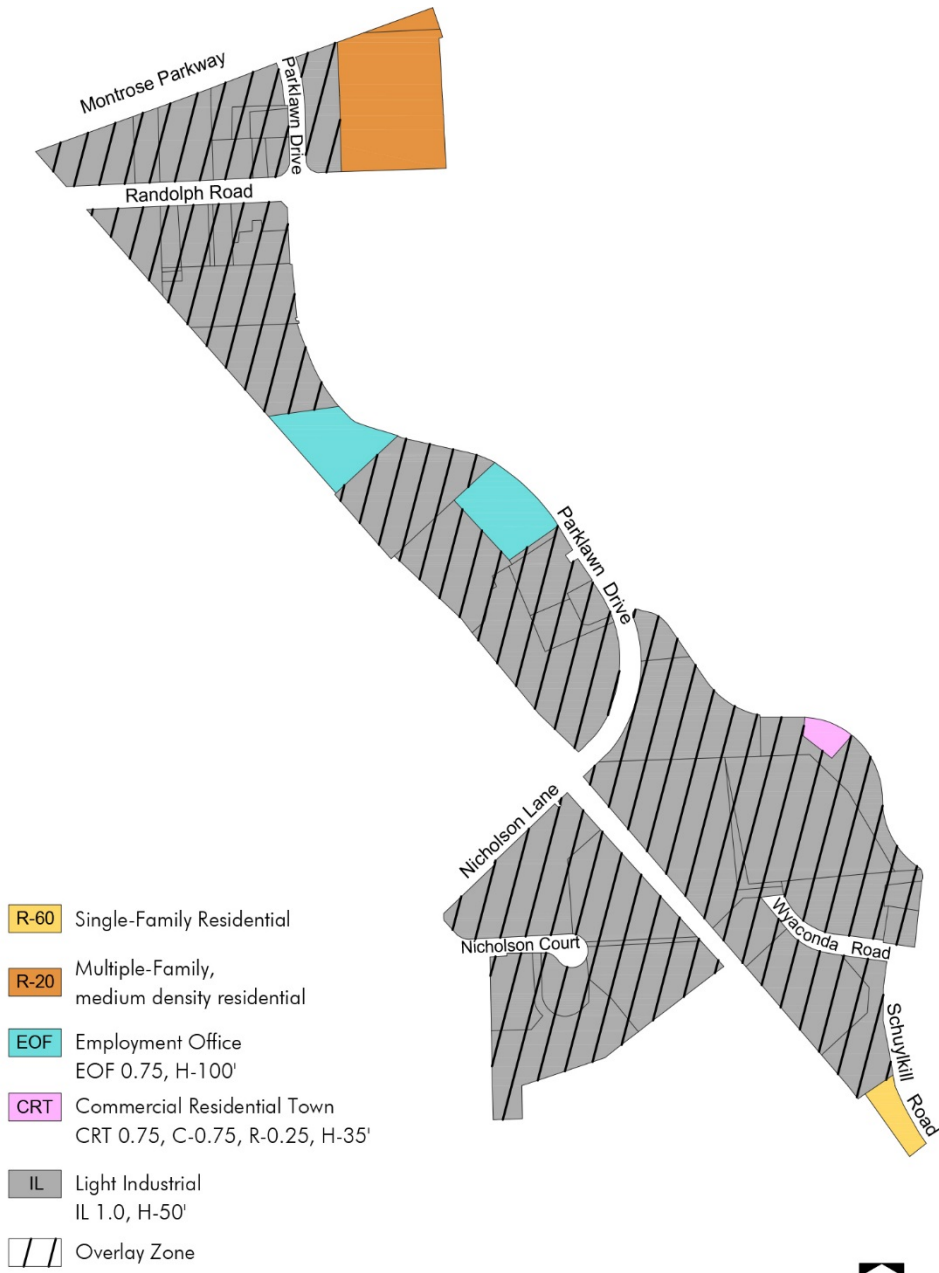 Montrose Parkway
Parklawn Drive
Randolph Road
Parklawn Drive
Nicholson Lane
Nicholson Court
Wyaconda Road
Schuylkill Road
R-60 Single-Family Residential
R-20 Multiple-Family,
medium density residential
EOF Employment Office
EOF 0.75, H-100'
CRT Commercial Residential Town
CRT 0.75, C-0.75, R-0.25, H-35'
IL Light Industrial
IL 1.0, H-50'
Overlay Zone